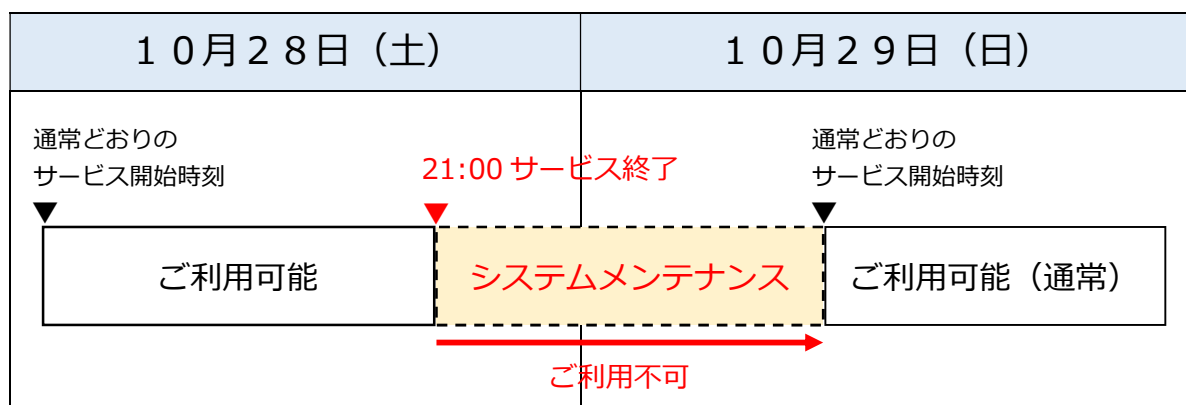 １０月２８日（土）
１０月２９日（日）
通常どおりの
サービス開始時刻
21:00 サービス終了
通常どおりの
サービス開始時刻
ご利用可能
システムメンテナンス
ご利用可能（通常）
ご利用不可